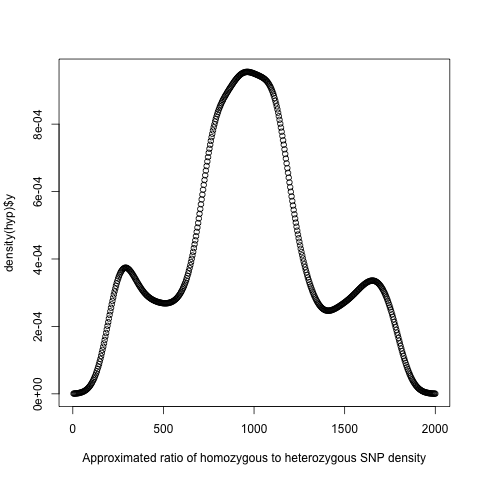 density(hyp)$y
0e+00
2e-04
4e-04
6e-04
8e-04
0
500
1000
1500
2000
Approximated ratio of homozygous to heterozygous SNP density